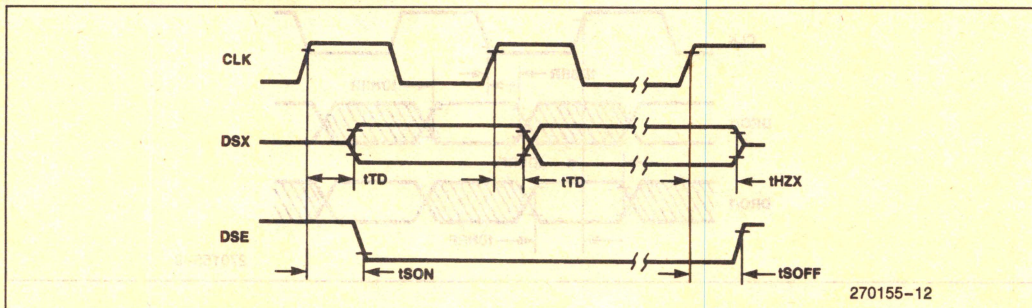 CLK
DSX
tTD
tTD
tHZX
DSE
tSON
tSOFF
270155-12